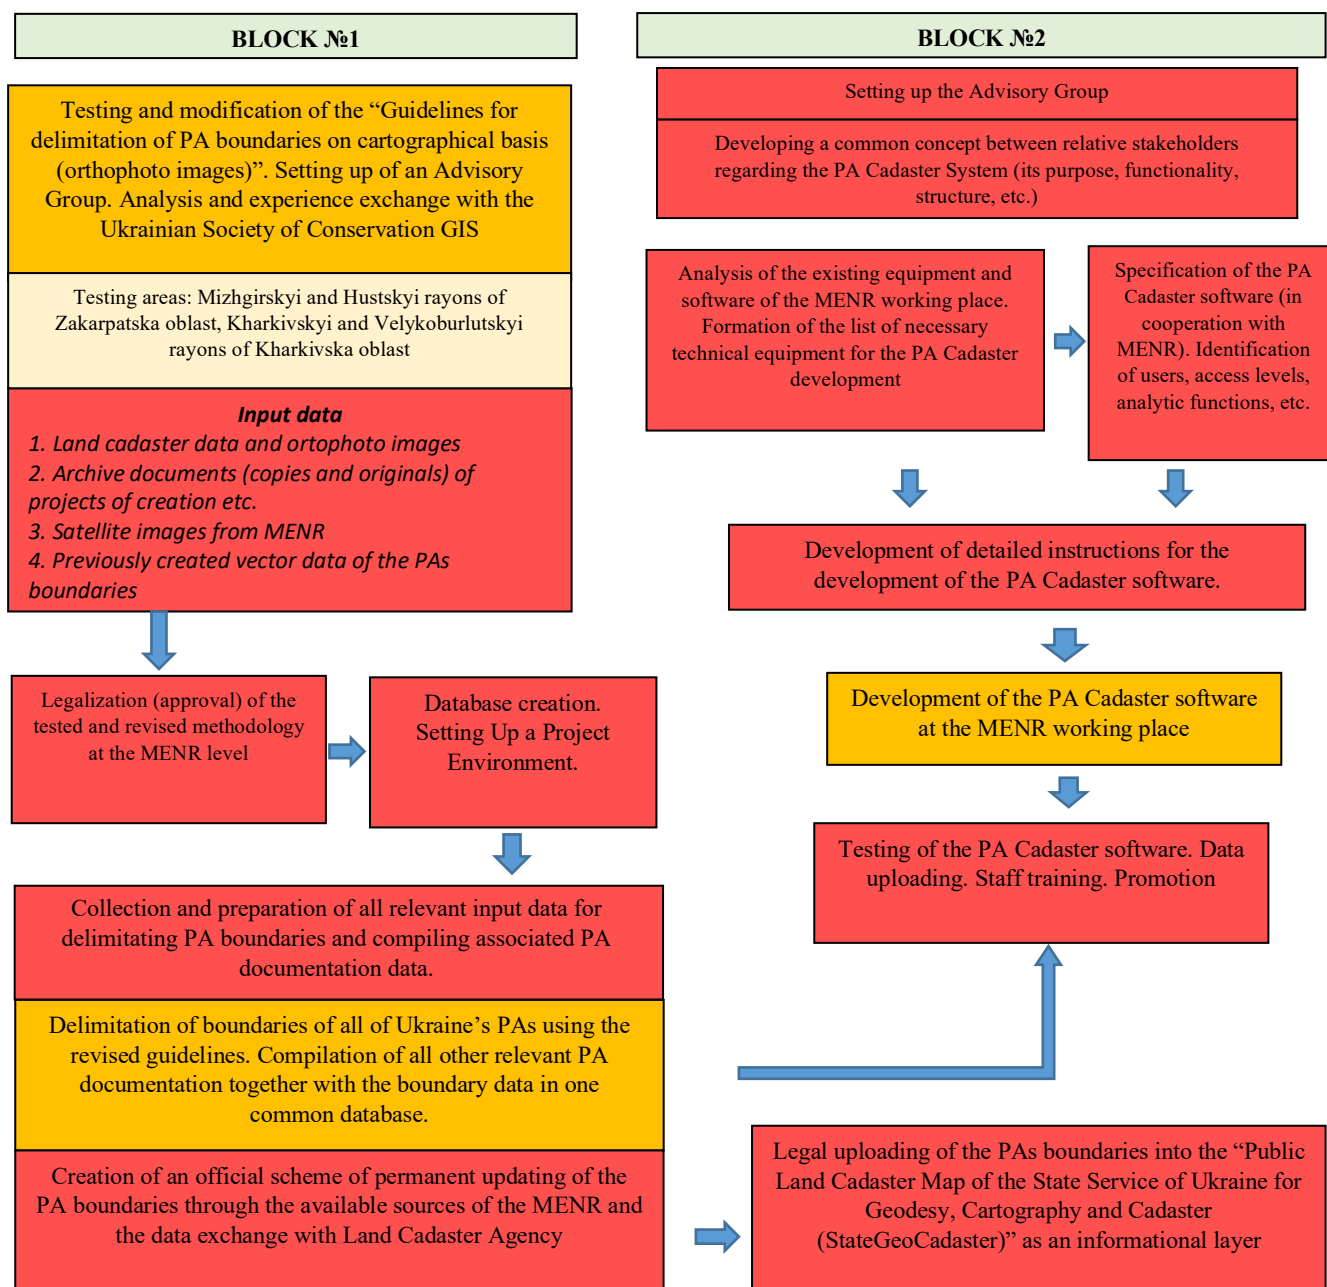 BLOCK №1
Testing and modification of the “Guidelines for
delimitation of PA boundaries on cartographical basis
(orthophoto images)”. Setting up of an Advisory
Group. Analysis and experience exchange with the
Ukrainian Society of Conservation GIS
Testing areas: Mizhgirskyi and Hustskyi rayons of
Zakarpatska oblast, Kharkivskyi and Velykoburlutskyi
rayons of Kharkivska oblast
Input data
1. Land cadaster data and ortophoto images
2. Archive documents (copies and originals) of
projects of creation etc.
3. Satellite images from MENR
4. Previously created vector data of the PAs
boundaries
Legalization (approval) of the
tested and revised methodology
at the MENR level
Database creation.
Setting Up a Project
Environment.
Collection and preparation of all relevant input data for
delimitating PA boundaries and compiling associated PA
documentation data.
Delimitation of boundaries of all of Ukraine’s PAs using the
revised guidelines. Compilation of all other relevant PA
documentation together with the boundary data in one
common database.
Creation of an official scheme of permanent updating of the
PA boundaries through the available sources of the MENR and
the data exchange with Land Cadaster Agency
BLOCK №2
Setting up the Advisory Group
Developing a common concept between relative stakeholders
regarding the PA Cadaster System (its purpose, functionality,
structure, etc.)
Analysis of the existing equipment and
software of the MENR working place.
Formation of the list of necessary
technical equipment for the PA Cadaster
development
Specification of the PA
Cadaster software (in
cooperation with
MENR). Identification
of users, access levels,
analytic functions, etc.
Development of detailed instructions for the
development of the PA Cadaster software.
Development of the PA Cadaster software
at the MENR working place
Testing of the PA Cadaster software. Data
uploading. Staff training. Promotion
Legal uploading of the PAs boundaries into the “Public
Land Cadaster Map of the State Service of Ukraine for
Geodesy, Cartography and Cadaster
(StateGeoCadaster)” as an informational layer